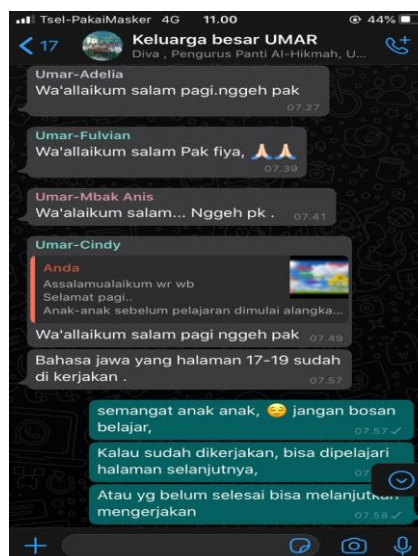 Tsel-PakaiMasker 4G 11.00 44%
17 Keluarga besar UMAR
Diva , Pengurus Panti Al-Hikmah, U...
Umar-Adelia
Wa'allaikum salam pagi.nggeh pak
07.27
Umar-Fulvian
Wa'allaikum salam Pak fiya, 🙏🙏
07.39
Umar-Mbak Anis
Wa'alaikum salam... Nggeh pk . 07.41
Umar-Cindy
Anda
Assalamualaikum wr wb
Selamat pagi..
Anak-anak sebelum pelajaran dimulai alangka...
Wa'allaikum salam pagi nggeh pak 07.49
Bahasa jawa yang halaman 17-19 sudah
di kerjakan .
07.57
semangat anak anak, 😌 jangan bosan
belajar,
07.57
Kalau sudah dikerjakan, bisa dipelajari
halaman selanjutnya,
Atau yg belum selesai bisa melanjutkan
mengerjakan
07.58